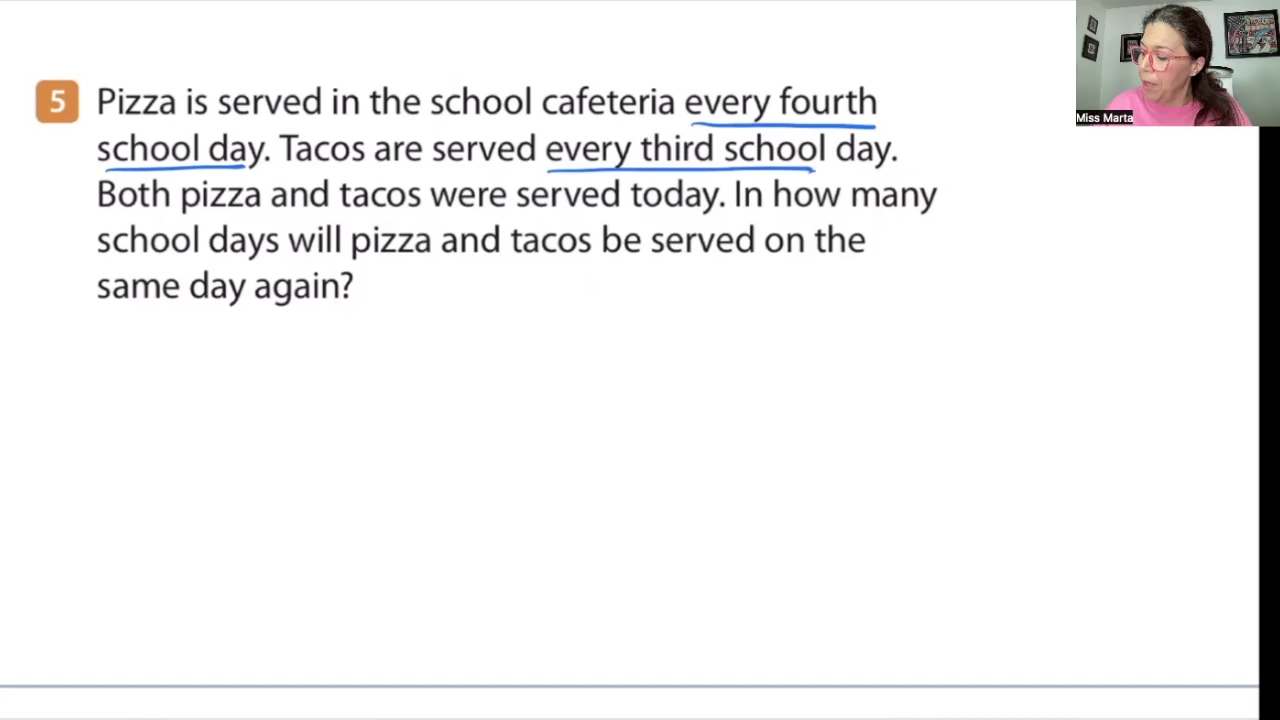 5 Pizza is served in the school cafeteria every fourth
school day. Tacos are served every third school day.
Both pizza and tacos were served today. In how many
school days will pizza and tacos be served on the
same day again?
Miss Marta